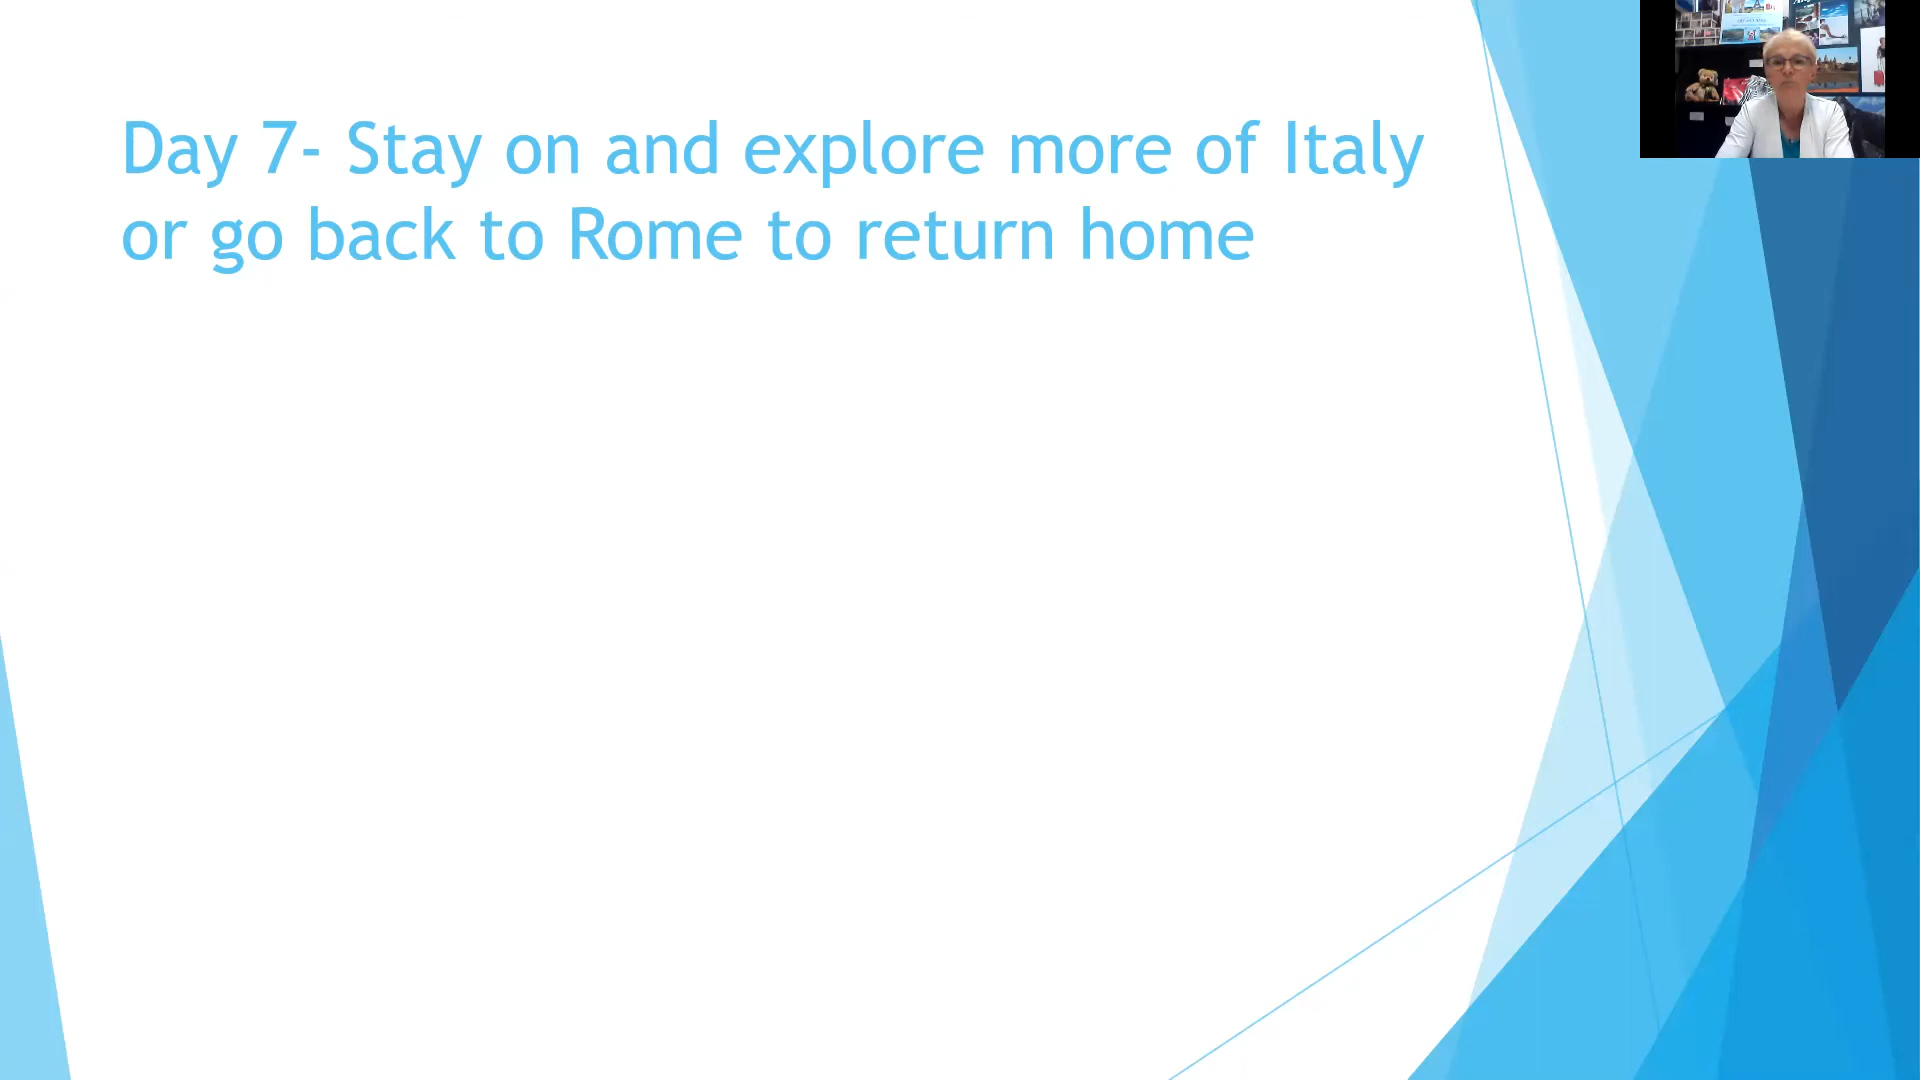 Day 7- Stay on and explore more of Italy
or go back to Rome to return home